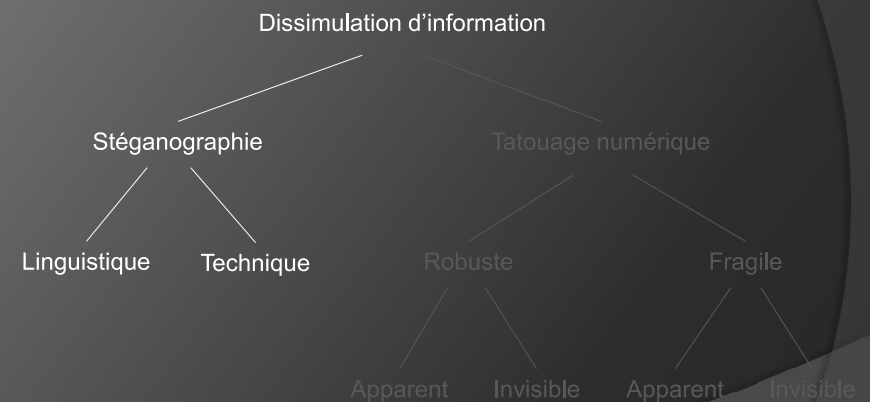 Dissimulation d’information
Stéganographie Tatouage numérique
Linguistique Technique Robuste Fragile
Apparent Invisible Apparent Invisible